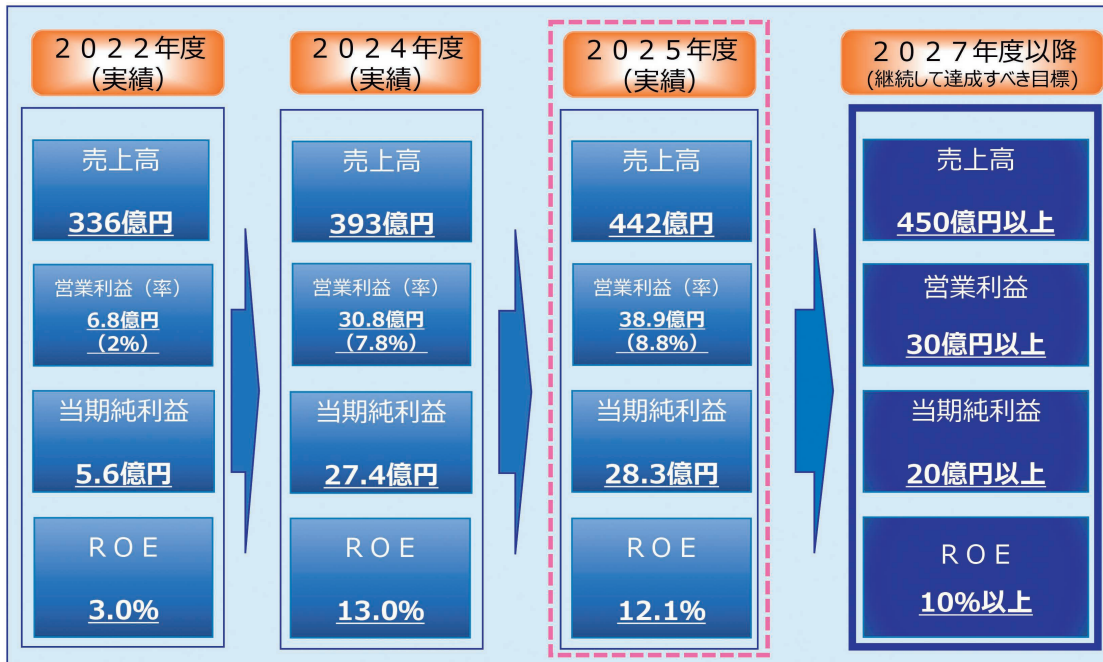 ２０２２年度
（実績）
売上高
336億円
営業利益（率）
6.8億円
（2%）
当期純利益
5.6億円
ＲＯＥ
3.0%
２０２４年度
（実績）
売上高
393億円
営業利益（率）
30.8億円
（7.8%）
当期純利益
27.4億円
ＲＯＥ
13.0%
２０２５年度
（実績）
売上高
442億円
営業利益（率）
38.9億円
（8.8%）
当期純利益
28.3億円
ＲＯＥ
12.1%
２０２７年度以降
(継続して達成すべき目標)
売上高
450億円以上
営業利益
30億円以上
当期純利益
20億円以上
ＲＯＥ
10%以上